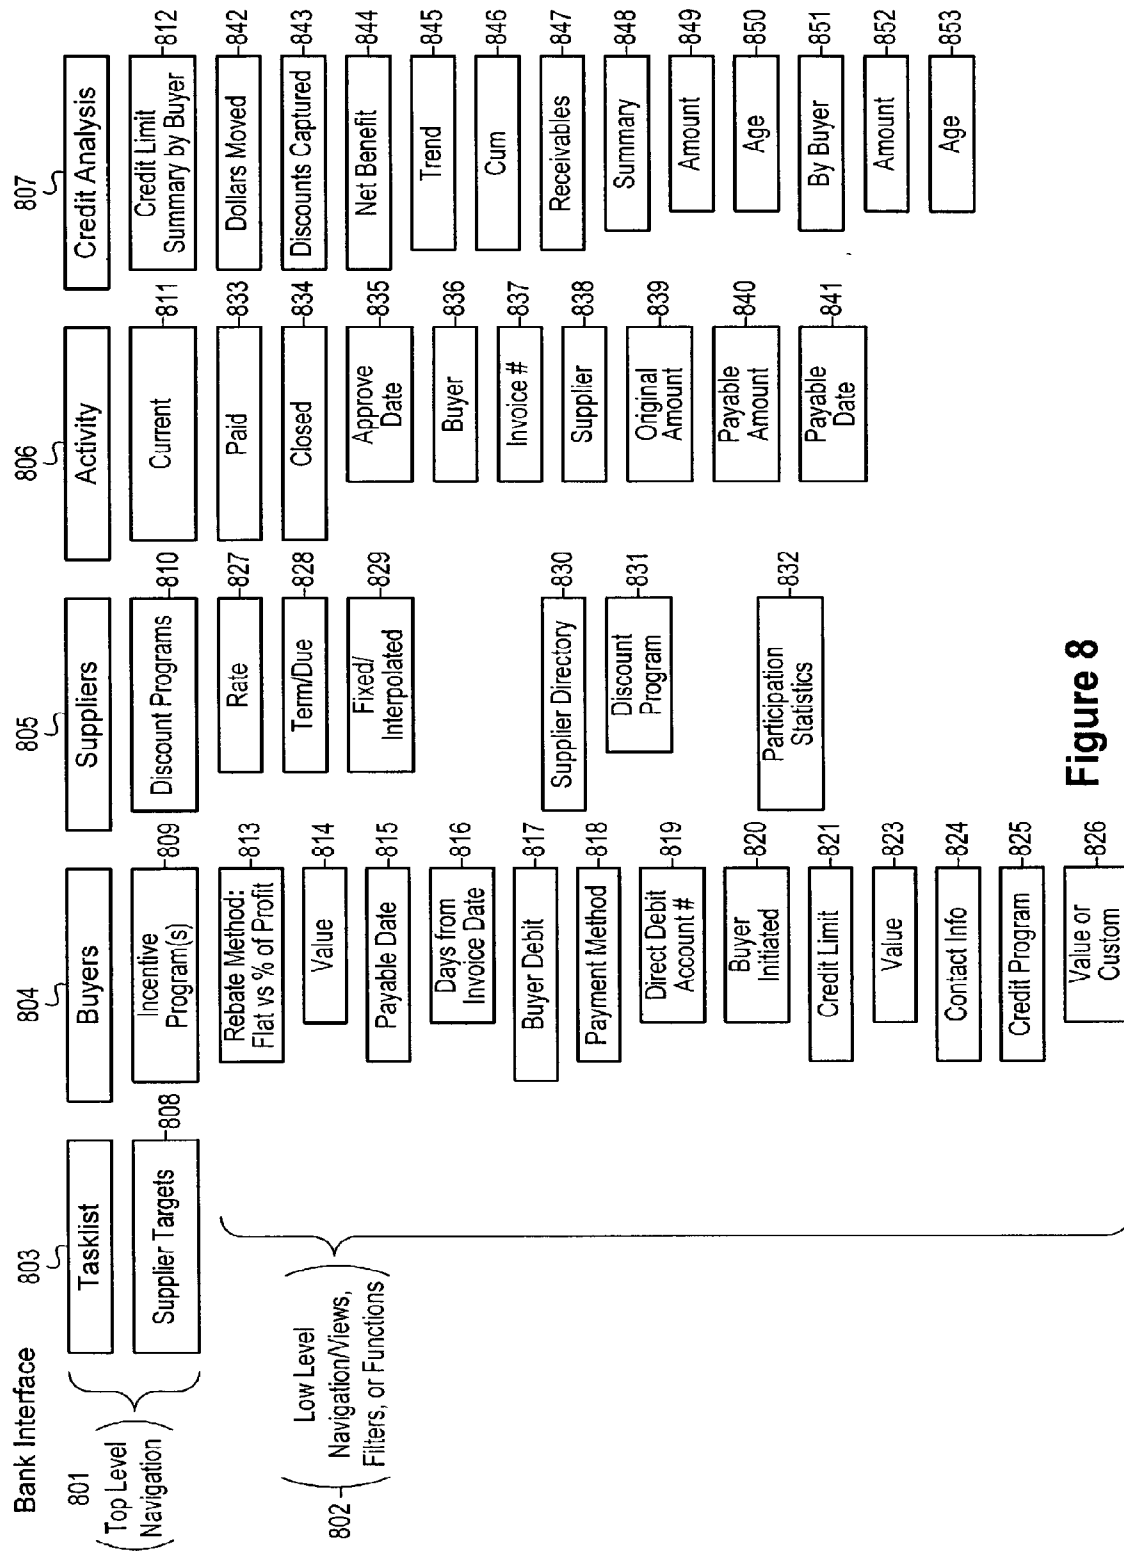 Bank Interface
801
Top Level
Navigation
802
Low Level
Navigation/Views,
Filters, or Functions
803
Tasklist
Supplier Targets
808
804
Buyers
Incentive
Program(s)
809
Rebate Method:
Flat vs % of Profit
813
Value
814
Payable Date
815
Days from
Invoice Date
816
Buyer Debit
817
Payment Method
818
Direct Debit
Account #
819
Buyer
Initiated
820
Credit Limit
821
Value
823
Contact Info
824
Credit Program
825
Value or
Custom
826
805
Suppliers
Discount Programs
810
Rate
827
Term/Due
828
Fixed/
Interpolated
829
Supplier Directory
830
Discount
Program
831
Participation
Statistics
832
806
Activity
Current
811
Paid
833
Closed
834
Approve
Date
835
Buyer
836
Invoice #
837
Supplier
838
Original
Amount
839
Payable
Amount
840
Payable
Date
841
807
Credit Analysis
Credit Limit
Summary by Buyer
812
Dollars Moved
842
Discounts Captured
843
Net Benefit
844
Trend
845
Cum
846
Receivables
847
Summary
848
Amount
849
Age
850
By Buyer
851
Amount
852
Age
853
Figure 8